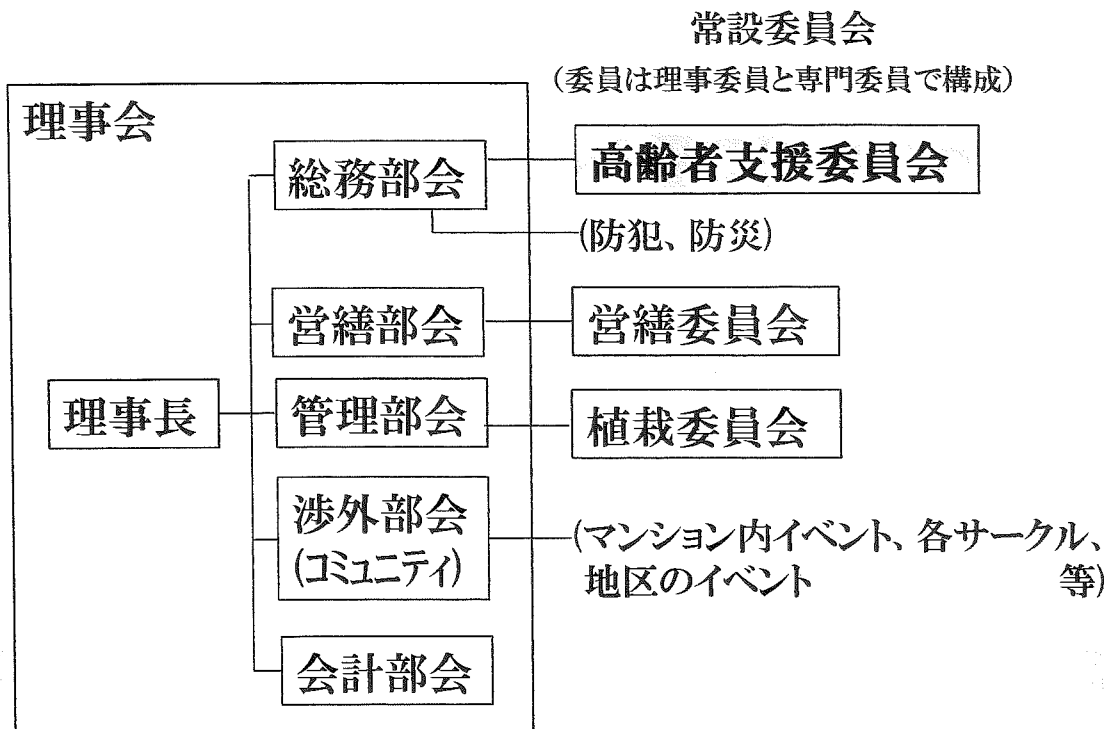 常設委員会
(委員は理事委員と専門委員で構成)
理事会
総務部会
高齢者支援委員会
(防犯、防災)
営繕部会
営繕委員会
理事長
管理部会
植栽委員会
渉外部会
(コミュニティ)
(マンション内イベント、各サークル、
地区のイベント 等)
会計部会